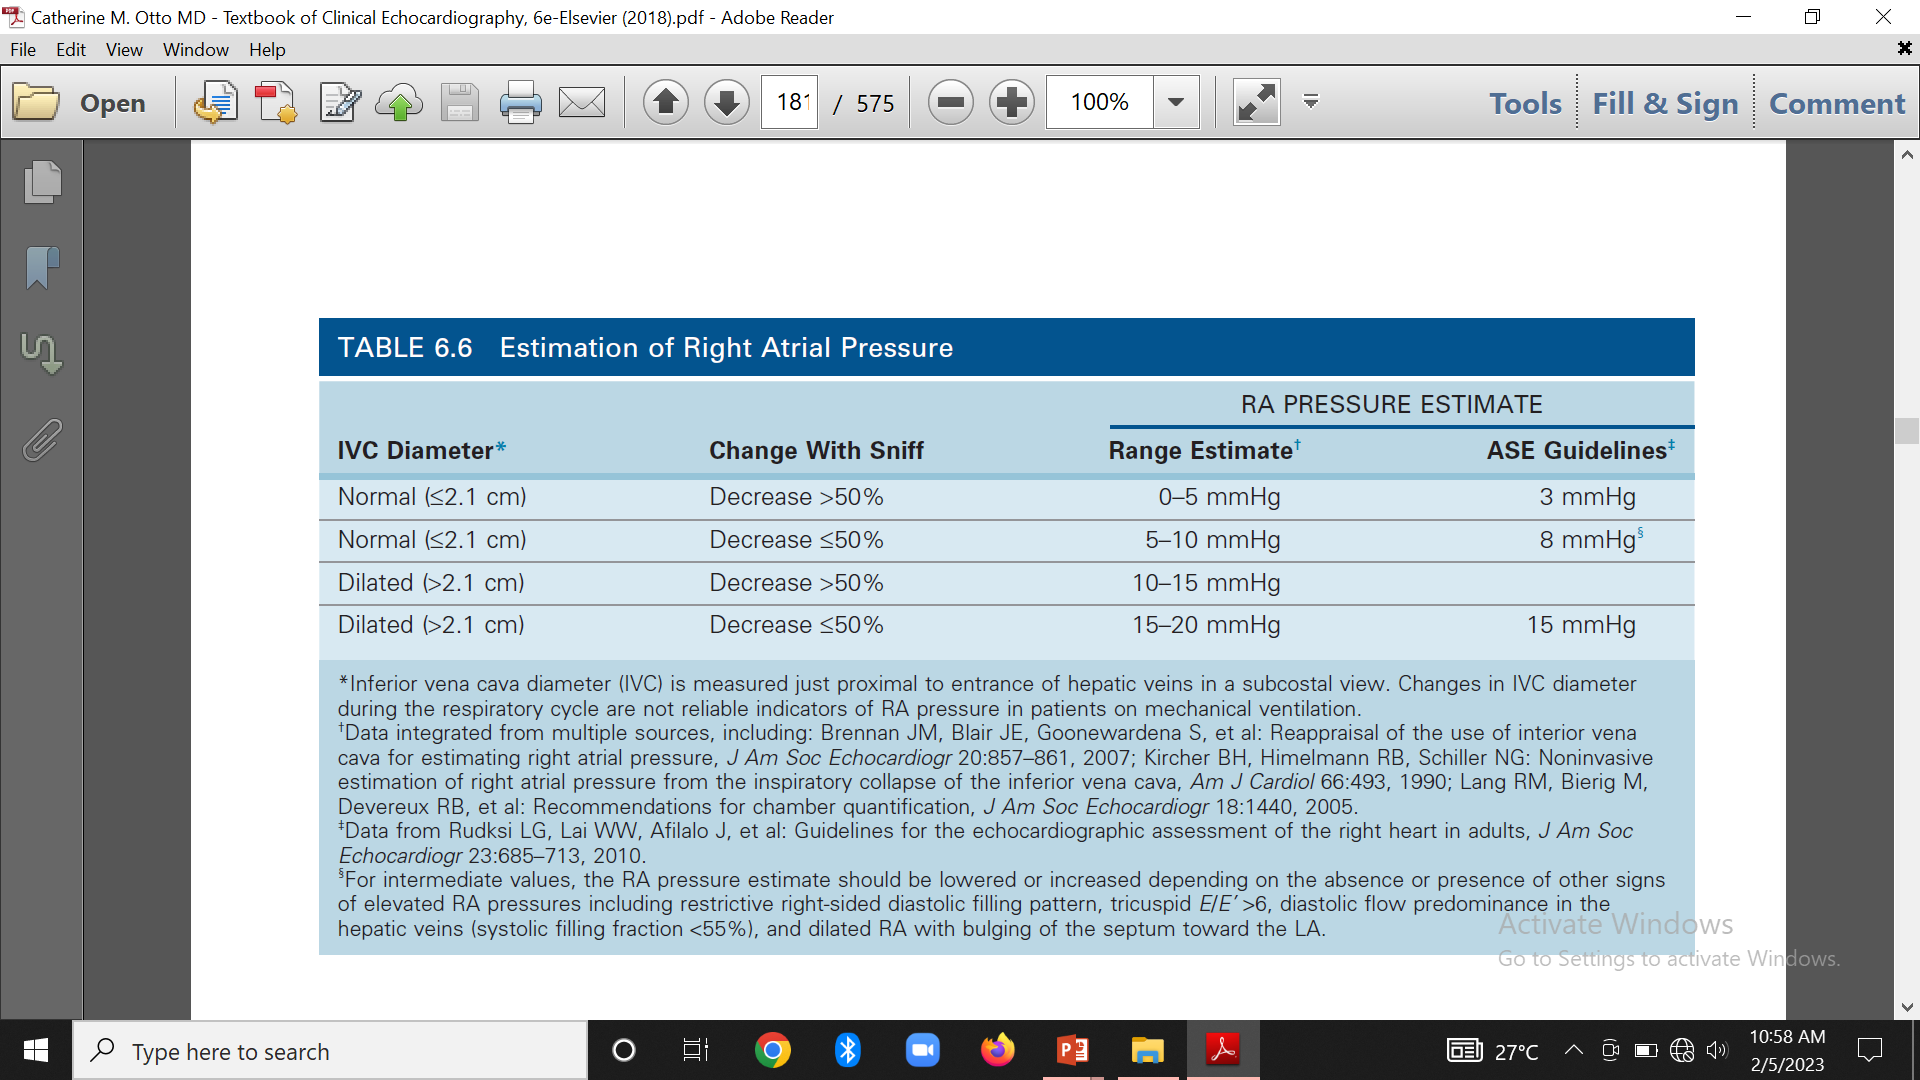 Catherine M. Otto MD - Textbook of Clinical Echocardiography, 6e-Elsevier (2018).pdf - Adobe Reader
File Edit View Window Help
Open 181 / 575 100% Tools Fill & Sign Comment
TABLE 6.6 Estimation of Right Atrial Pressure
RA PRESSURE ESTIMATE
IVC Diameter* Change With Sniff Range Estimate† ASE Guidelines‡
Normal (≤2.1 cm) Decrease >50% 0–5 mmHg 3 mmHg
Normal (≤2.1 cm) Decrease ≤50% 5–10 mmHg 8 mmHg§
Dilated (>2.1 cm) Decrease >50% 10–15 mmHg
Dilated (>2.1 cm) Decrease ≤50% 15–20 mmHg 15 mmHg
*Inferior vena cava diameter (IVC) is measured just proximal to entrance of hepatic veins in a subcostal view. Changes in IVC diameter
during the respiratory cycle are not reliable indicators of RA pressure in patients on mechanical ventilation.
†Data integrated from multiple sources, including: Brennan JM, Blair JE, Goonewardena S, et al: Reappraisal of the use of interior vena
cava for estimating right atrial pressure, J Am Soc Echocardiogr 20:857–861, 2007; Kircher BH, Himelmann RB, Schiller NG: Noninvasive
estimation of right atrial pressure from the inspiratory collapse of the inferior vena cava, Am J Cardiol 66:493, 1990; Lang RM, Bierig M,
Devereux RB, et al: Recommendations for chamber quantification, J Am Soc Echocardiogr 18:1440, 2005.
‡Data from Rudksi LG, Lai WW, Afilalo J, et al: Guidelines for the echocardiographic assessment of the right heart in adults, J Am Soc
Echocardiogr 23:685–713, 2010.
§For intermediate values, the RA pressure estimate should be lowered or increased depending on the absence or presence of other signs
of elevated RA pressures including restrictive right-sided diastolic filling pattern, tricuspid E/E′ >6, diastolic flow predominance in the
hepatic veins (systolic filling fraction <55%), and dilated RA with bulging of the septum toward the LA.
Activate Windows
Go to Settings to activate Windows.
Type here to search 27°C 10:58 AM
2/5/2023